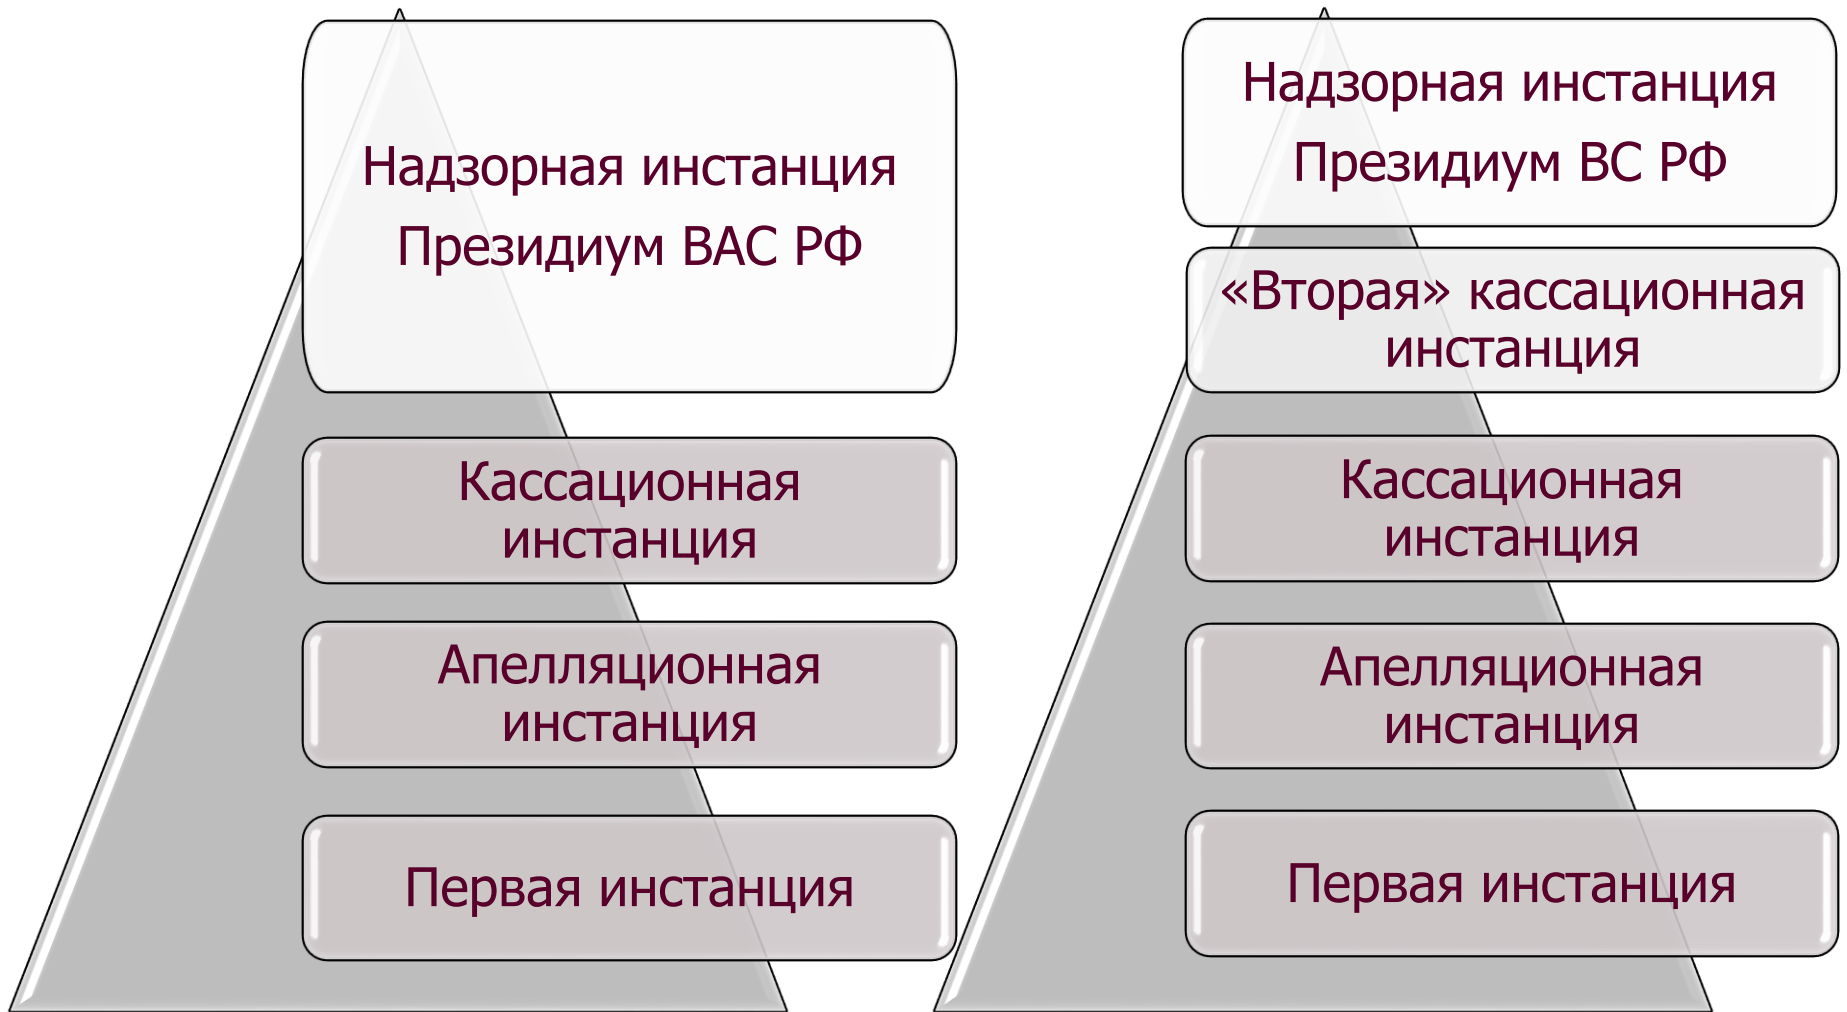 Надзорная инстанция
Президиум ВАС РФ
Кассационная
инстанция
Апелляционная
инстанция
Первая инстанция
Надзорная инстанция
Президиум ВС РФ
«Вторая» кассационная
инстанция
Кассационная
инстанция
Апелляционная
инстанция
Первая инстанция